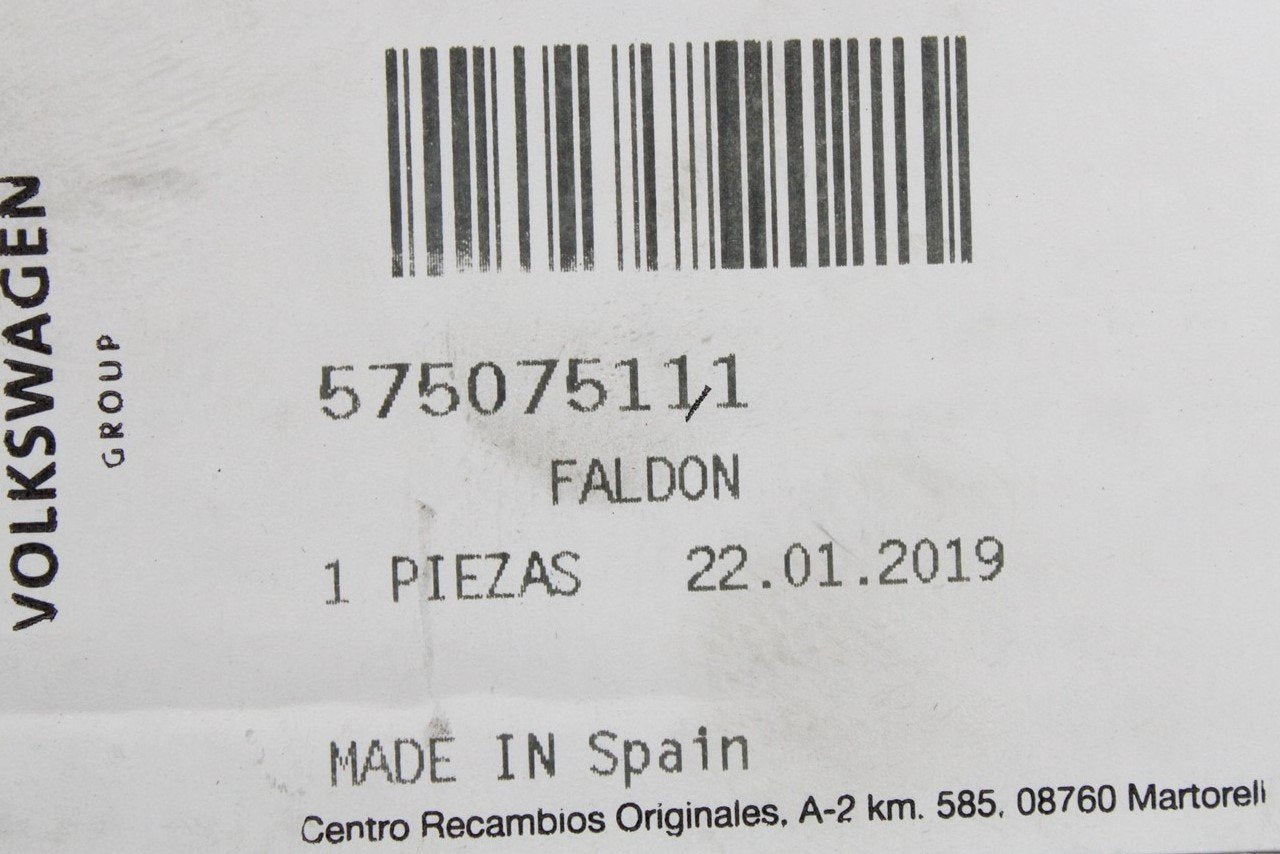 VOLKSWAGEN
GROUP
575075111
FALDON
1 PIEZAS 22.01.2019
MADE IN Spain
Centro Recambios Originales, A-2 km. 585, 08760 Martorell